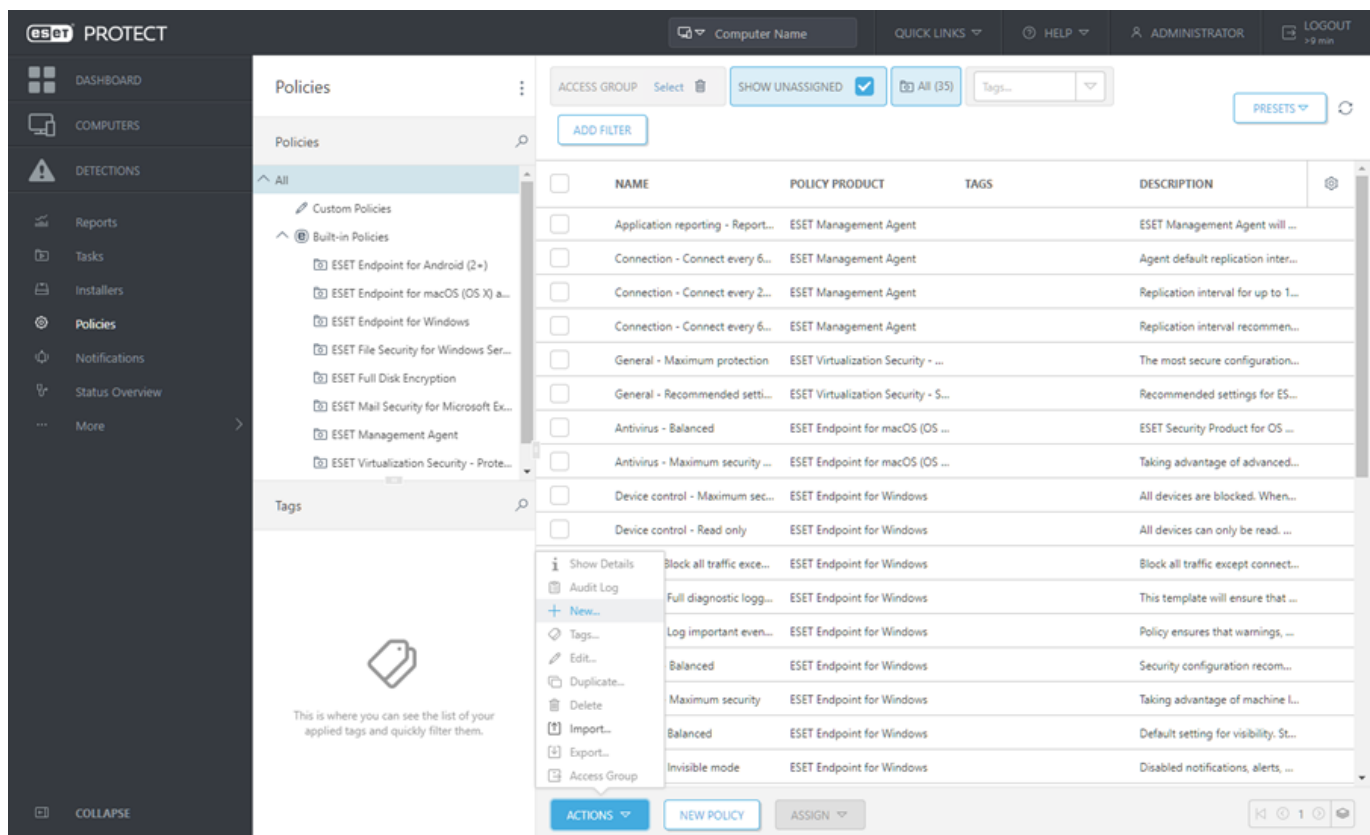 eset PROTECT
Computer Name
QUICK LINKS
HELP
ADMINISTRATOR
LOGOUT
>9 min
DASHBOARD
COMPUTERS
DETECTIONS
Reports
Tasks
Installers
Policies
Notifications
Status Overview
More
COLLAPSE
Policies
Policies
All
Custom Policies
Built-in Policies
ESET Endpoint for Android (2+)
ESET Endpoint for macOS (OS X) a...
ESET Endpoint for Windows
ESET File Security for Windows Ser...
ESET Full Disk Encryption
ESET Mail Security for Microsoft Ex...
ESET Management Agent
ESET Virtualization Security - Prote...
Tags
This is where you can see the list of your
applied tags and quickly filter them.
ACCESS GROUP Select
SHOW UNASSIGNED
All (35)
Tags...
PRESETS
ADD FILTER
NAME POLICY PRODUCT TAGS DESCRIPTION
Application reporting - Report... ESET Management Agent ESET Management Agent will ...
Connection - Connect every 6... ESET Management Agent Agent default replication inter...
Connection - Connect every 2... ESET Management Agent Replication interval for up to 1...
Connection - Connect every 6... ESET Management Agent Replication interval recommen...
General - Maximum protection ESET Virtualization Security - ... The most secure configuration...
General - Recommended setti... ESET Virtualization Security - S... Recommended settings for ES...
Antivirus - Balanced ESET Endpoint for macOS (OS ... ESET Security Product for OS ...
Antivirus - Maximum security ... ESET Endpoint for macOS (OS ... Taking advantage of advanced...
Device control - Maximum sec... ESET Endpoint for Windows All devices are blocked. When...
Device control - Read only ESET Endpoint for Windows All devices can only be read. ...
Block all traffic exce... ESET Endpoint for Windows Block all traffic except connect...
Full diagnostic logg... ESET Endpoint for Windows This template will ensure that ...
Log important even... ESET Endpoint for Windows Policy ensures that warnings, ...
Balanced ESET Endpoint for Windows Security configuration recom...
Maximum security ESET Endpoint for Windows Taking advantage of machine l...
Balanced ESET Endpoint for Windows Default setting for visibility. St...
Invisible mode ESET Endpoint for Windows Disabled notifications, alerts, ...
Show Details
Audit Log
New...
Tags...
Edit...
Duplicate...
Delete
Import...
Export...
Access Group
ACTIONS
NEW POLICY
ASSIGN
1